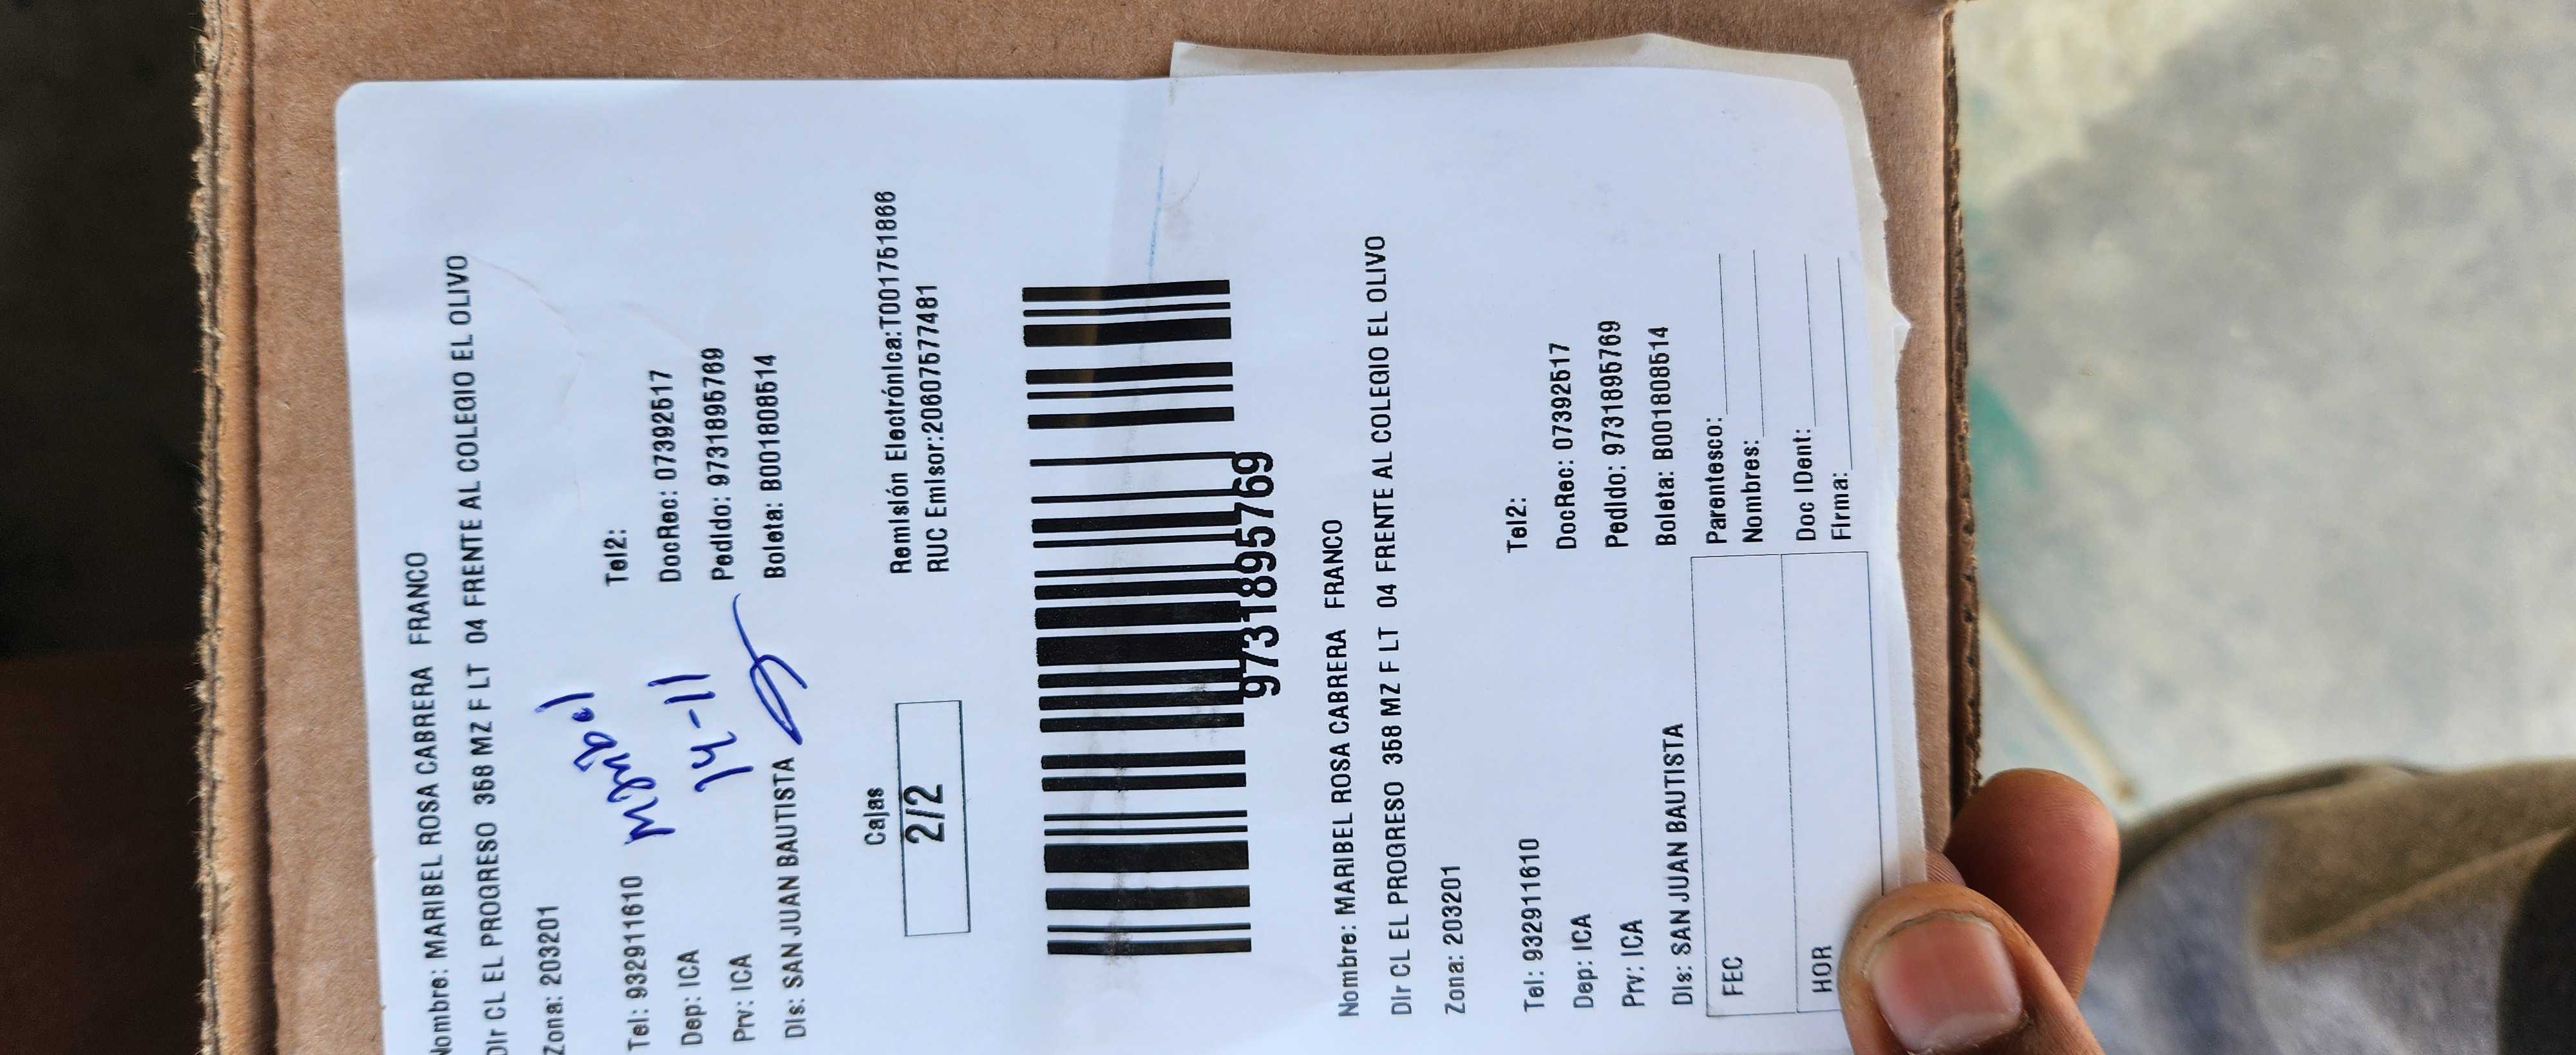 Nombre: MARIBEL ROSA CABRERA FRANCO
Dir CL EL PROGRESO 358 MZ F LT 04 FRENTE AL COLEGIO EL OLIVO
Zona: 203201
Tel: 932911610 Tel2:
Dep: ICA DocRec: 07392517
Prv: ICA Pedido: 9731895769
Dis: SAN JUAN BAUTISTA Boleta: B001808514
Maribel
14-11
Cajas
2/2
Remisión Electrónica:T001751866
RUC Emisor:20607577481
9731895769
Nombre: MARIBEL ROSA CABRERA FRANCO
Dir CL EL PROGRESO 358 MZ F LT 04 FRENTE AL COLEGIO EL OLIVO
Zona: 203201
Tel: 932911610 Tel2:
Dep: ICA DocRec: 07392517
Prv: ICA Pedido: 9731895769
Dis: SAN JUAN BAUTISTA Boleta: B001808514
FEC Parentesco:
Nombres:
HOR Doc IDent:
Firma: